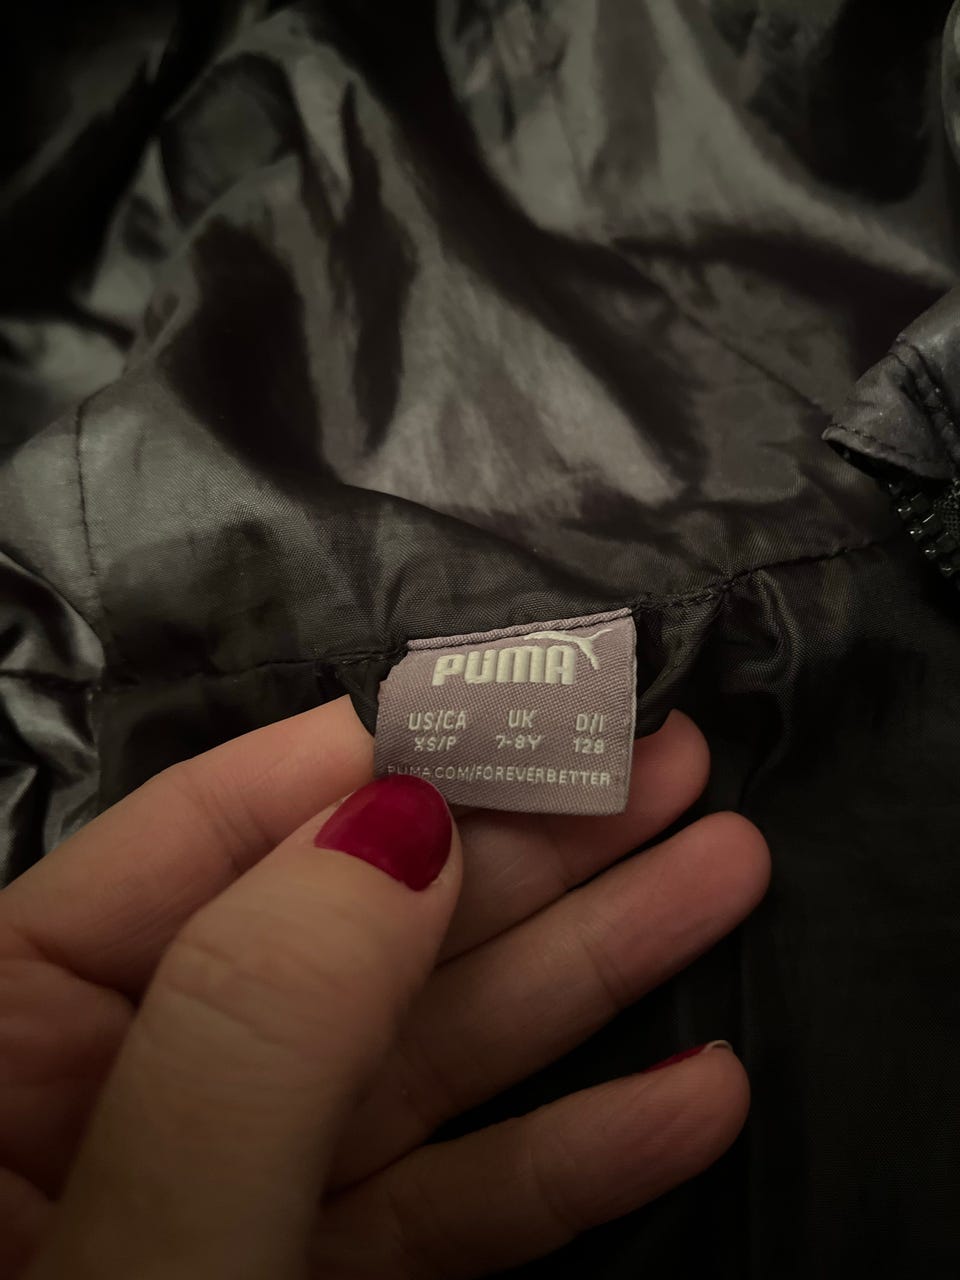 PUMA
US/CA UK D/I
XS/P 7-8Y 128
PUMA.COM/FOREVERBETTER